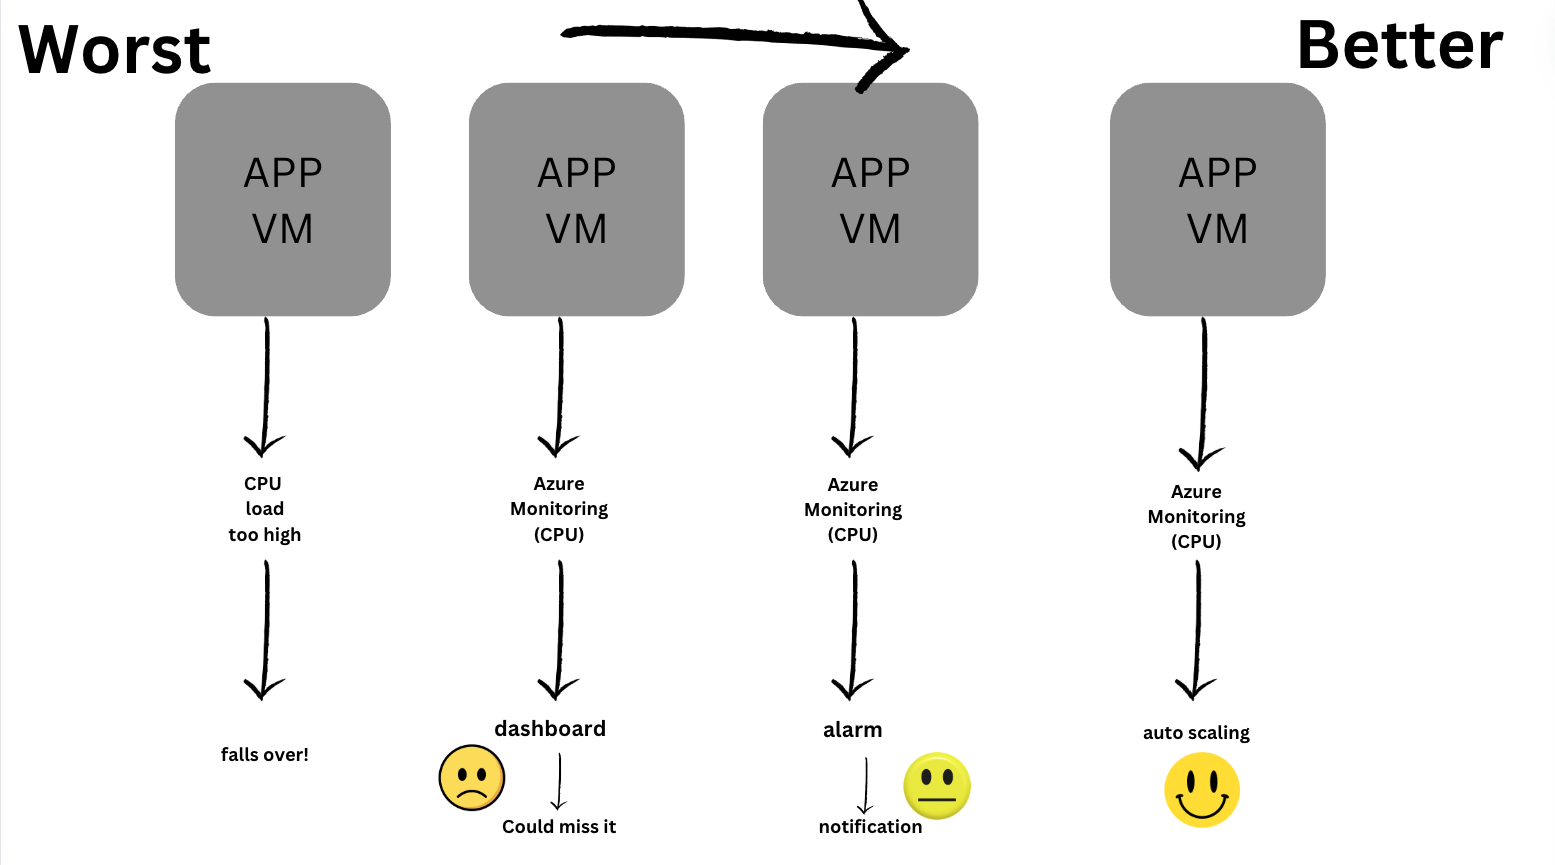 Worst
Better
APP
VM
APP
VM
APP
VM
APP
VM
CPU
load
too high
Azure
Monitoring
(CPU)
Azure
Monitoring
(CPU)
Azure
Monitoring
(CPU)
falls over!
dashboard
Could miss it
alarm
notification
auto scaling